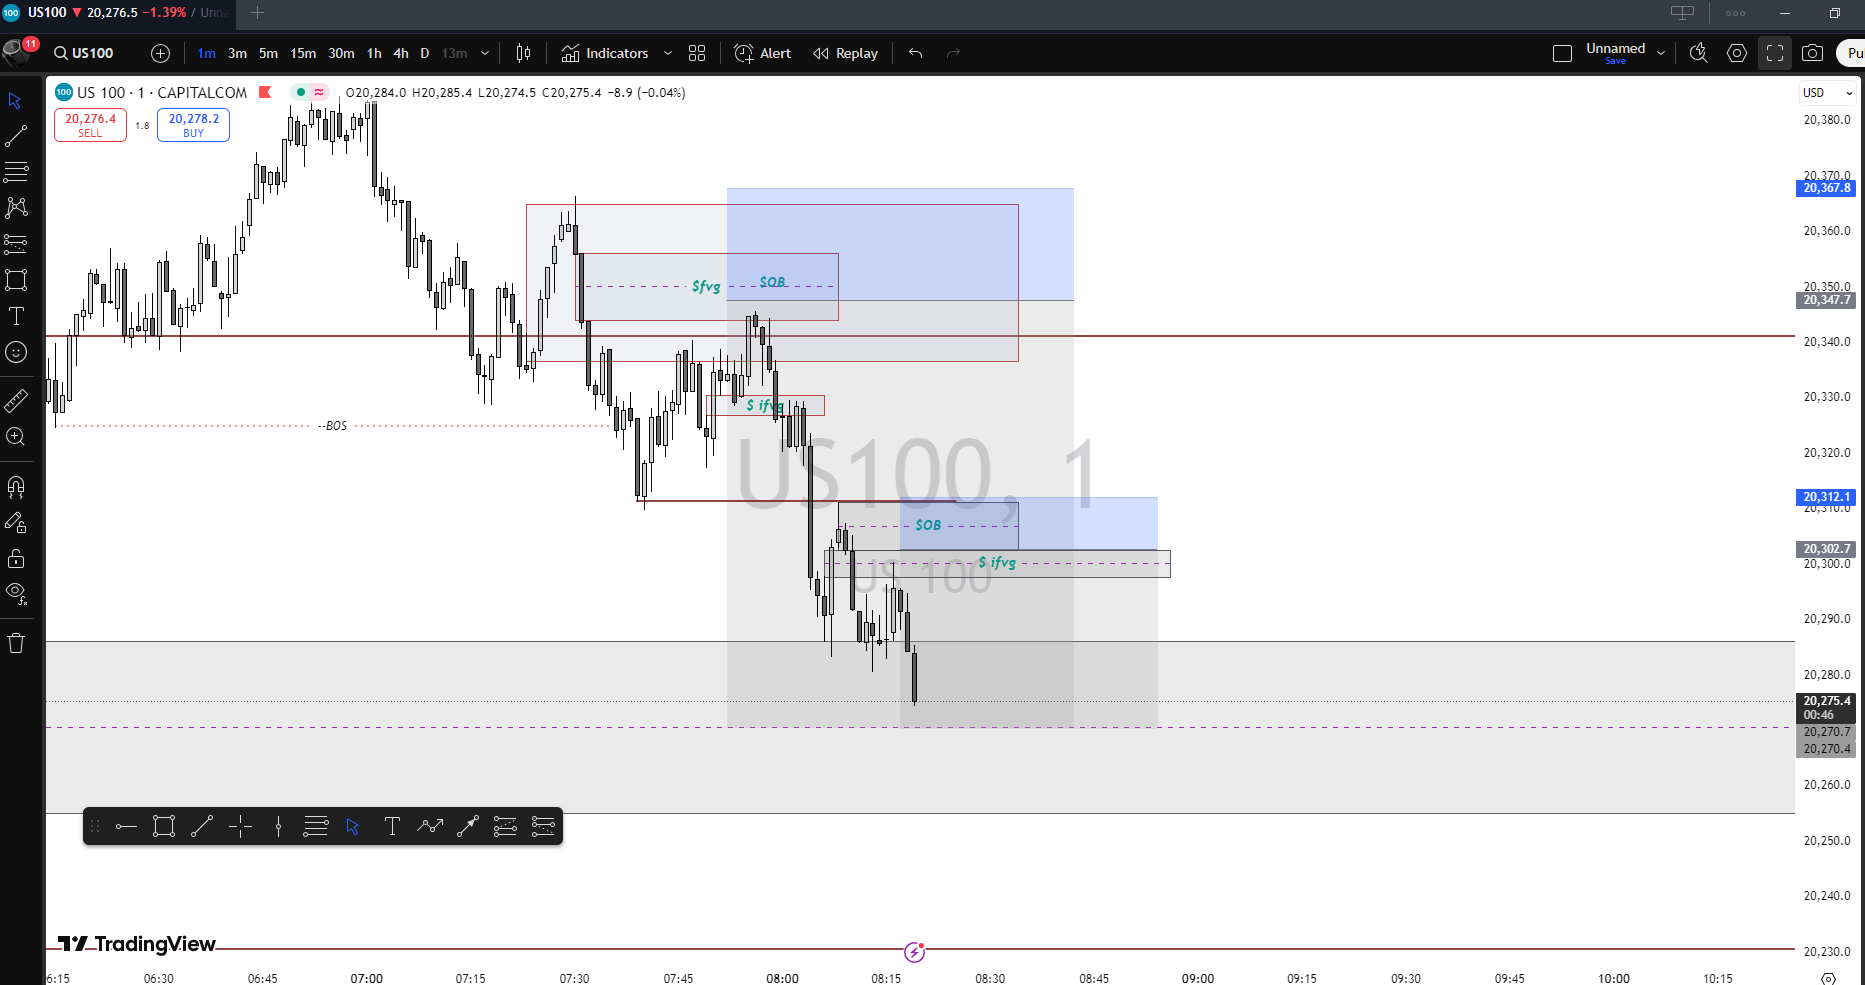 100 US100 ▼ 20,276.5 −1.39% / Unna
11 US100 1m 3m 5m 15m 30m 1h 4h D 13m Indicators Alert Replay Unnamed Save Pu
100 US 100 · 1 · CAPITALCOM O20,284.0 H20,285.4 L20,274.5 C20,275.4 −8.9 (−0.04%)
USD
20,276.4 SELL
1.8
20,278.2 BUY
20,380.0
20,370.0
20,367.8
20,360.0
20,350.0
20,347.7
20,340.0
20,330.0
20,320.0
20,312.1
20,310.0
20,302.7
20,300.0
20,290.0
20,280.0
20,275.4
00:46
20,270.7
20,270.4
20,260.0
20,250.0
20,240.0
20,230.0
$fvg
$OB
$ ifvg
--BOS
US100, 1
US 100
$OB
$ ifvg
TradingView
6:15 06:30 06:45 07:00 07:15 07:30 07:45 08:00 08:15 08:30 08:45 09:00 09:15 09:30 09:45 10:00 10:15